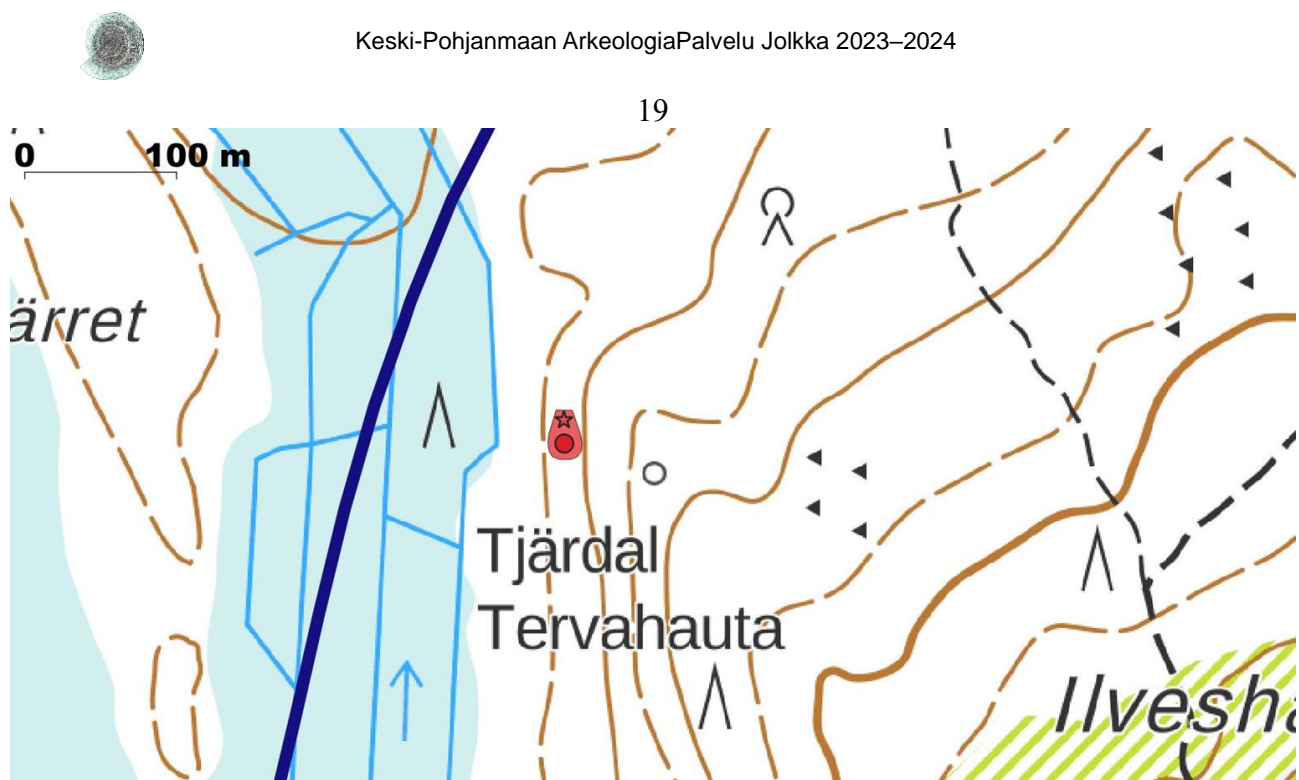 Keski-Pohjanmaan ArkeologiaPalvelu Jolkka 2023–2024
19
0 100 m
ärret
Tjärdal
Tervahauta
Ilvesha